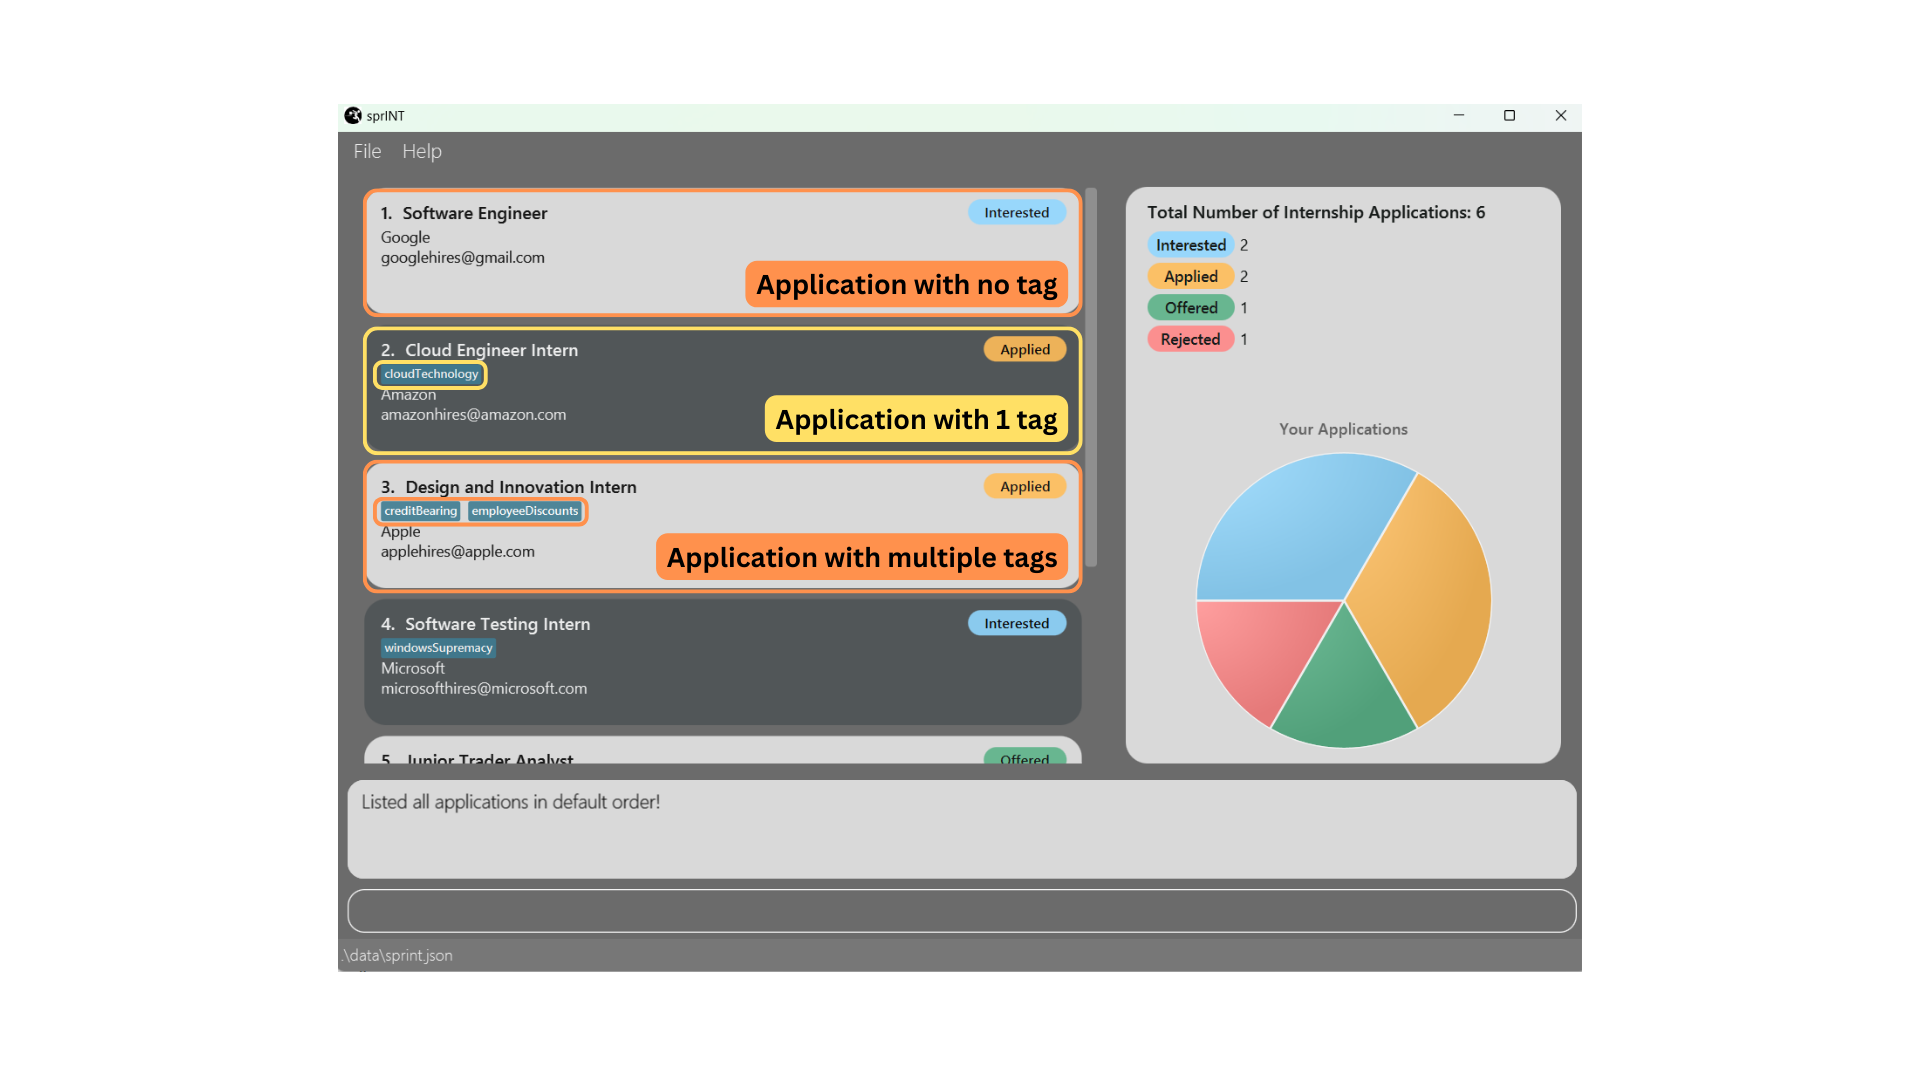 sprINT
File Help
1. Software Engineer
Interested
Google
googlehires@gmail.com
Application with no tag
2. Cloud Engineer Intern
Applied
cloudTechnology
Amazon
amazonhires@amazon.com
Application with 1 tag
3. Design and Innovation Intern
Applied
creditBearing employeeDiscounts
Apple
applehires@apple.com
Application with multiple tags
4. Software Testing Intern
Interested
windowsSupremacy
Microsoft
microsofthires@microsoft.com
5. Junior Trader Analyst
Offered
Total Number of Internship Applications: 6
Interested 2
Applied 2
Offered 1
Rejected 1
Your Applications
Listed all applications in default order!
.\data\sprint.json